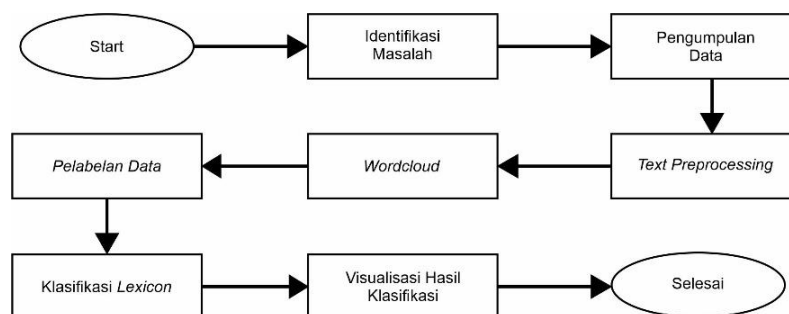 Start
Identifikasi
Masalah
Pengumpulan
Data
Text Preprocessing
Wordcloud
Pelabelan Data
Klasifikasi Lexicon
Visualisasi Hasil
Klasifikasi
Selesai